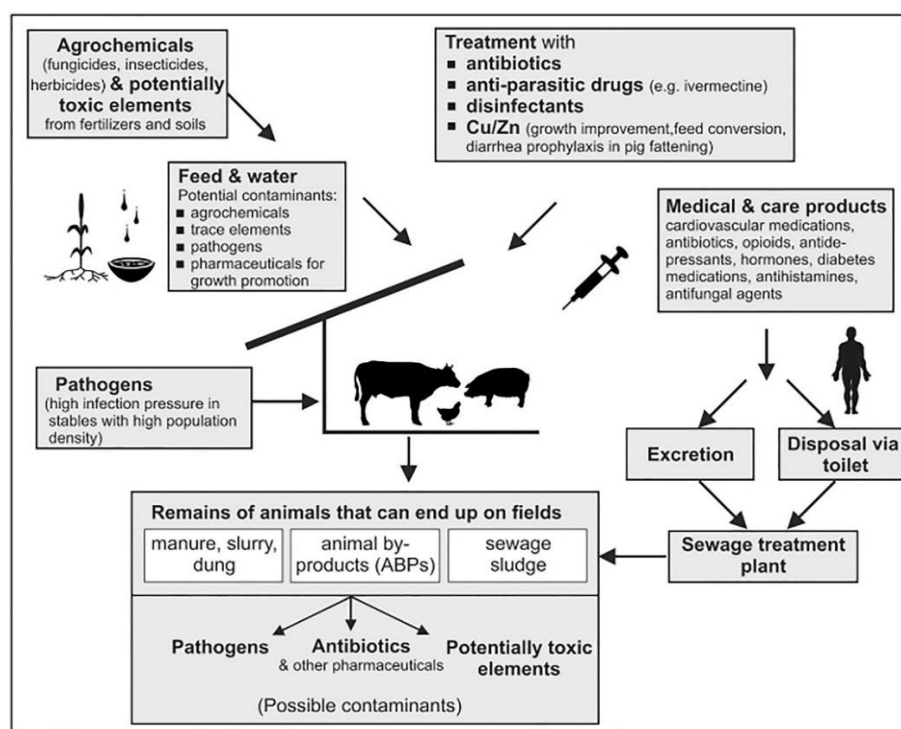 Agrochemicals
(fungicides, insecticides,
herbicides) & potentially
toxic elements
from fertilizers and soils
Treatment with
■ antibiotics
■ anti-parasitic drugs (e.g. ivermectine)
■ disinfectants
■ Cu/Zn (growth improvement,feed conversion,
diarrhea prophylaxis in pig fattening)
Feed & water
Potential contaminants:
■ agrochemicals
■ trace elements
■ pathogens
■ pharmaceuticals for
growth promotion
Medical & care products
cardiovascular medications,
antibiotics, opioids, antide-
pressants, hormones, diabetes
medications, antihistamines,
antifungal agents
Pathogens
(high infection pressure in
stables with high population
density)
Excretion
Disposal via
toilet
Sewage treatment
plant
Remains of animals that can end up on fields
manure, slurry,
dung
animal by-
products (ABPs)
sewage
sludge
Pathogens
Antibiotics
& other pharmaceuticals
Potentially toxic
elements
(Possible contaminants)